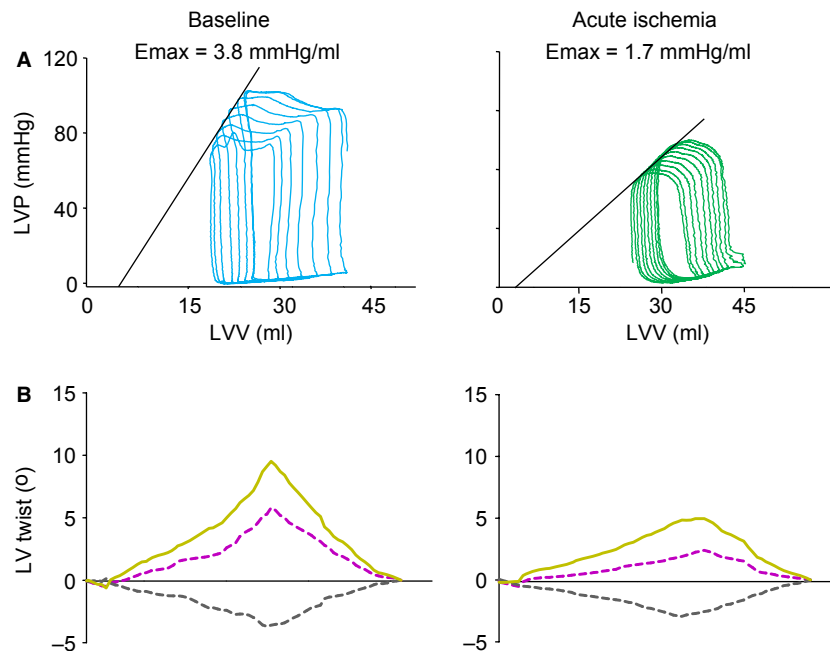 Baseline
Emax = 3.8 mmHg/ml
Acute ischemia
Emax = 1.7 mmHg/ml
A
LVP (mmHg)
120
80
40
0
0 15 30 45
LVV (ml)
0 15 30 45
LVV (ml)
B
LV twist (o)
15
10
5
0
–5
15
10
5
0
–5